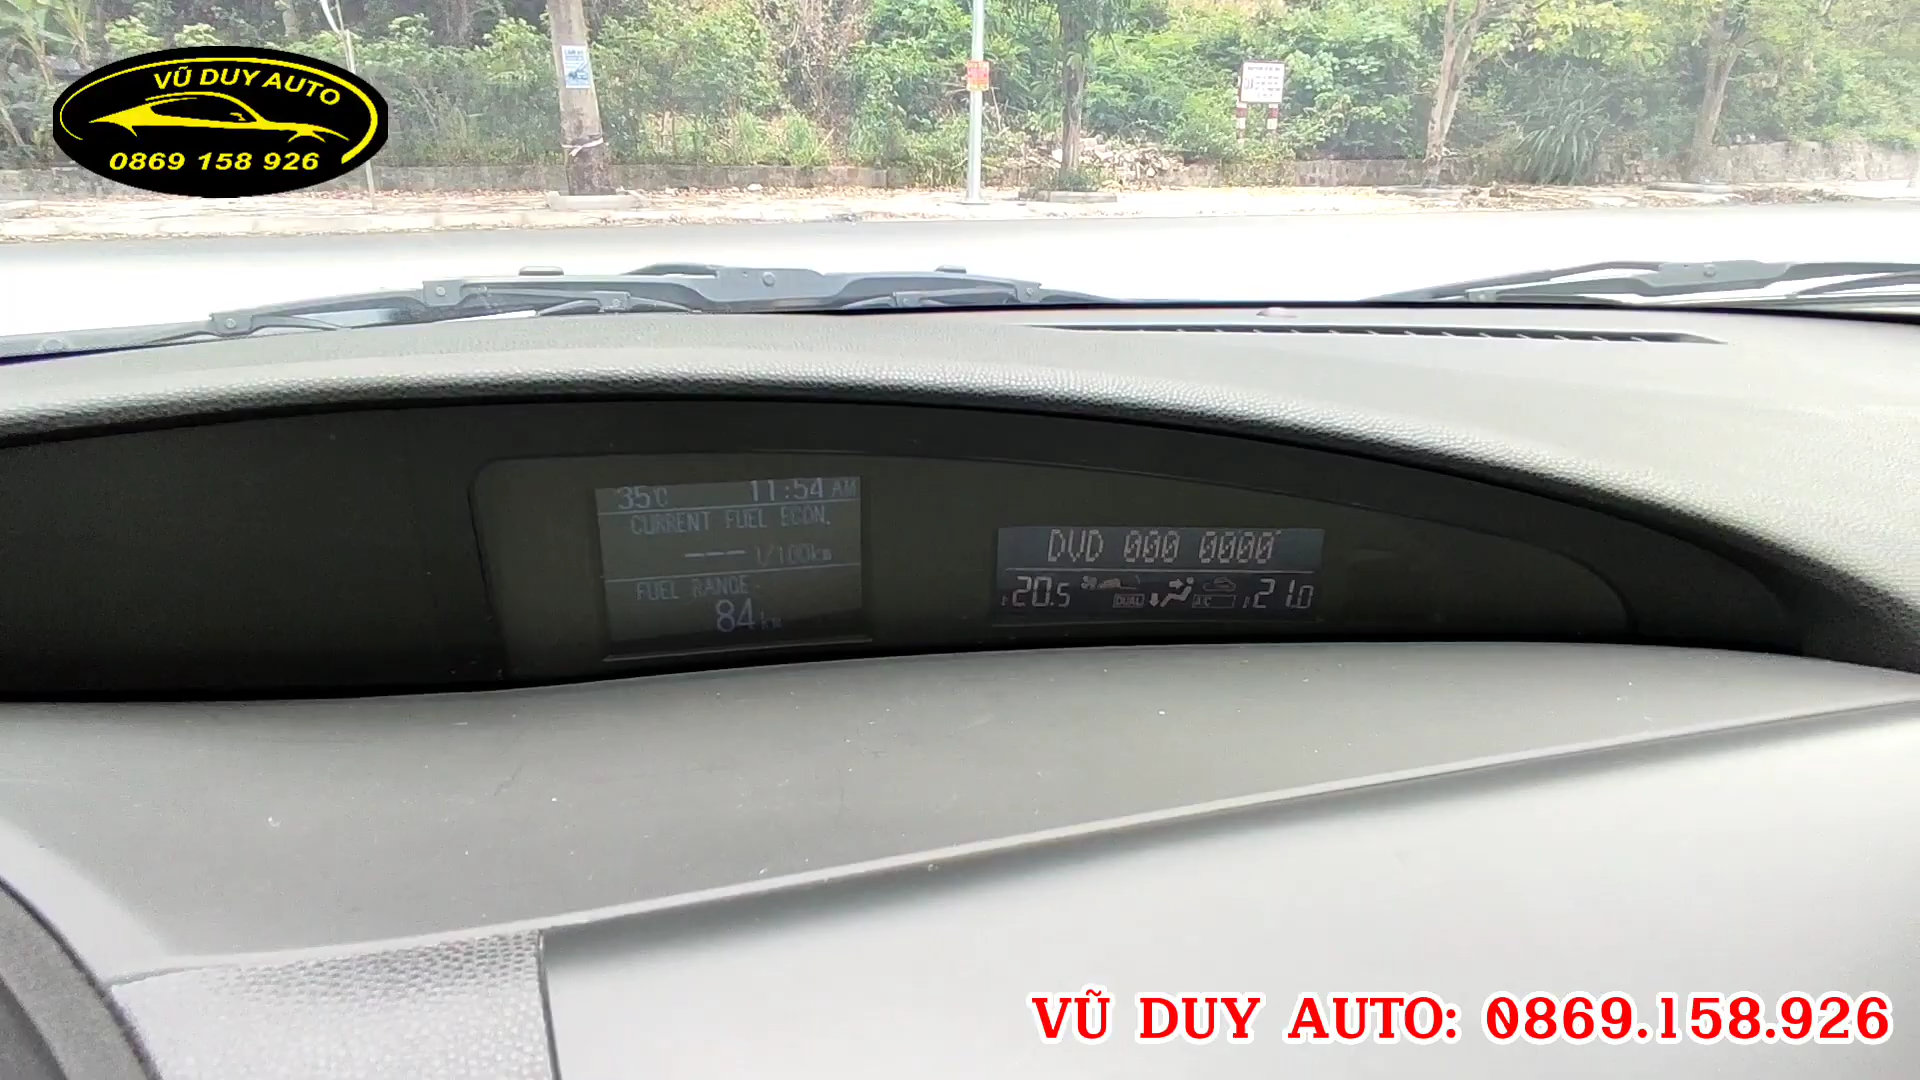 VŨ DUY AUTO
0869 158 926
35°C 11:54 AM
CURRENT FUEL ECON.
--- l/100km
FUEL RANGE
84 km
DVD 000 0000
20.5 DUAL A/C 21.0
VŨ DUY AUTO: 0869.158.926